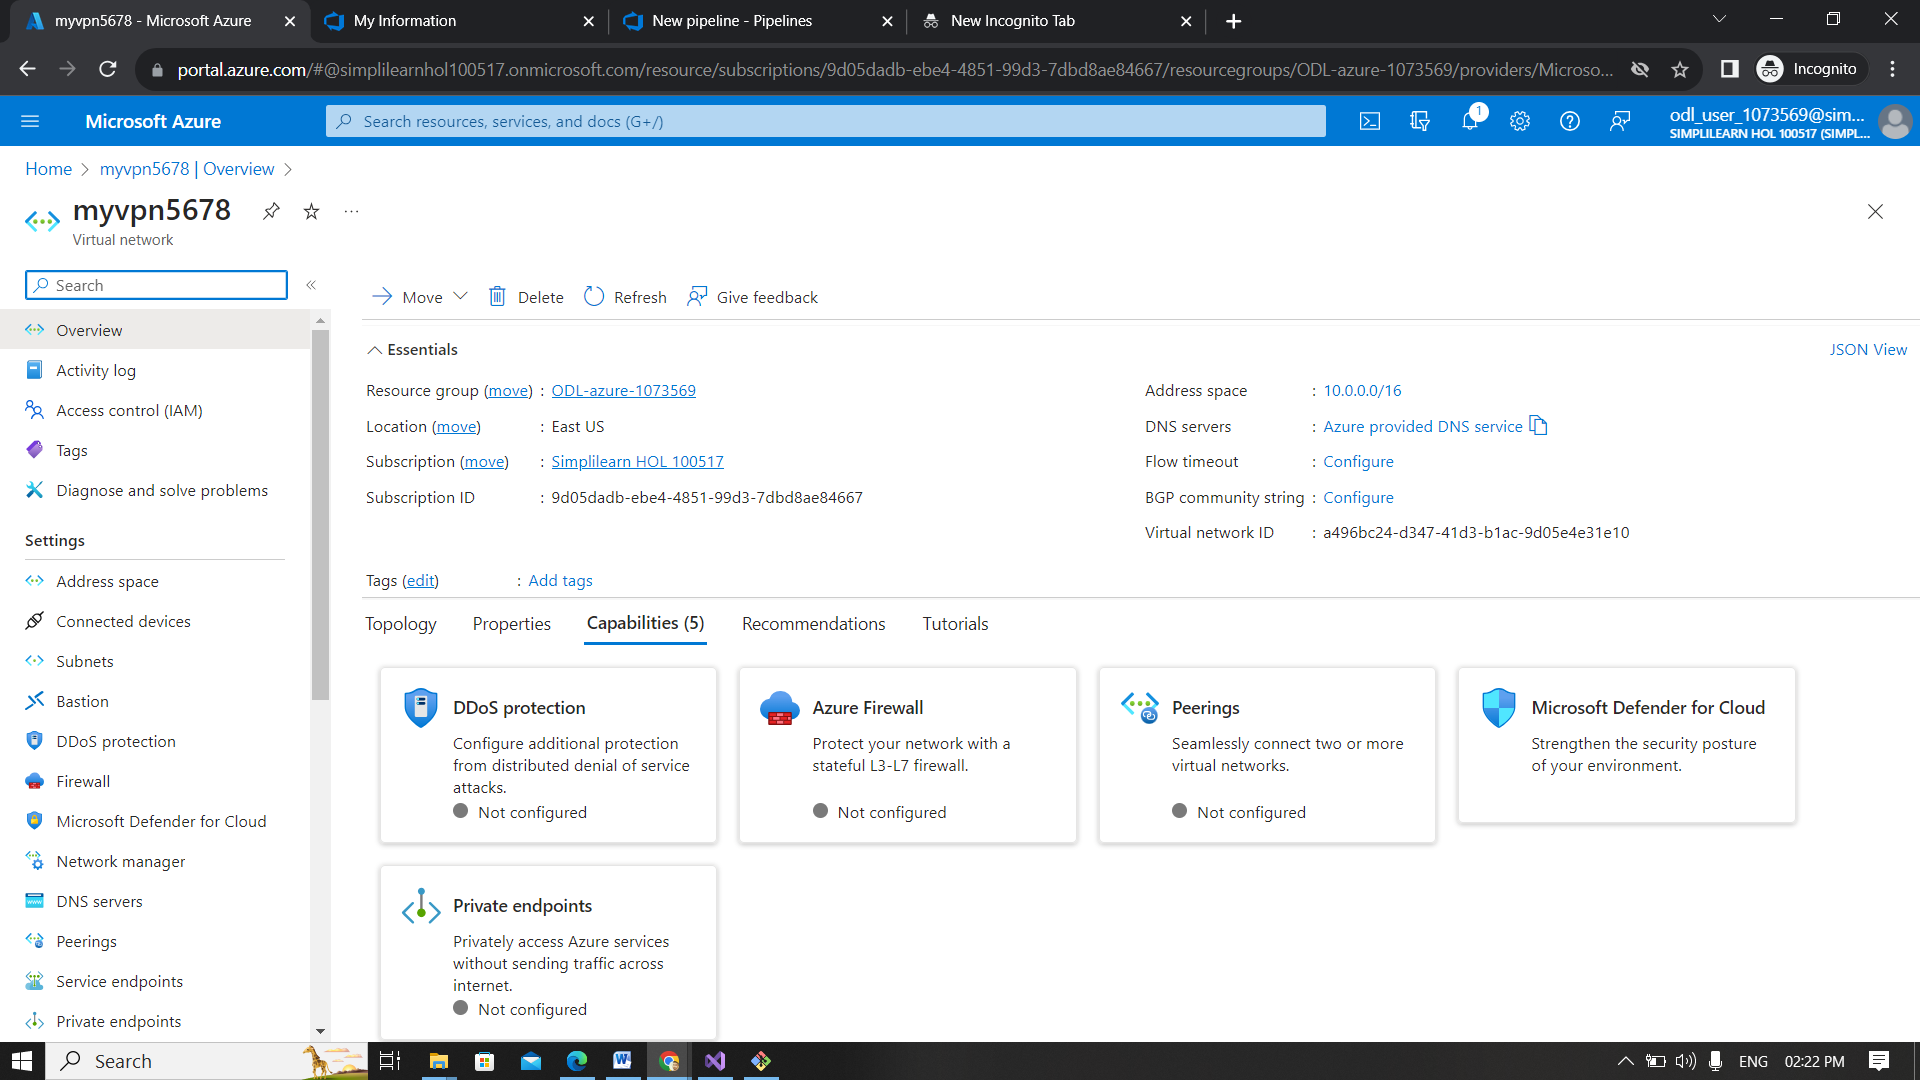 myvpn5678 - Microsoft Azure
My Information
New pipeline - Pipelines
New Incognito Tab
portal.azure.com/#@simplilearnhol100517.onmicrosoft.com/resource/subscriptions/9d05dadb-ebe4-4851-99d3-7dbd8ae84667/resourcegroups/ODL-azure-1073569/providers/Microso...
Incognito
Microsoft Azure
Search resources, services, and docs (G+/)
1
odl_user_1073569@sim...
SIMPLILEARN HOL 100517 (SIMPL...
Home > myvpn5678 | Overview >
myvpn5678
...
Virtual network
Search
«
Move
Delete
Refresh
Give feedback
Overview
Activity log
Access control (IAM)
Tags
Diagnose and solve problems
Settings
Address space
Connected devices
Subnets
Bastion
DDoS protection
Firewall
Microsoft Defender for Cloud
Network manager
DNS servers
Peerings
Service endpoints
Private endpoints
Essentials
JSON View
Resource group (move) : ODL-azure-1073569
Location (move) : East US
Subscription (move) : Simplilearn HOL 100517
Subscription ID : 9d05dadb-ebe4-4851-99d3-7dbd8ae84667
Address space : 10.0.0.0/16
DNS servers : Azure provided DNS service
Flow timeout : Configure
BGP community string : Configure
Virtual network ID : a496bc24-d347-41d3-b1ac-9d05e4e31e10
Tags (edit) : Add tags
Topology
Properties
Capabilities (5)
Recommendations
Tutorials
DDoS protection
Configure additional protection
from distributed denial of service
attacks.
Not configured
Azure Firewall
Protect your network with a
stateful L3-L7 firewall.
Not configured
Peerings
Seamlessly connect two or more
virtual networks.
Not configured
Microsoft Defender for Cloud
Strengthen the security posture
of your environment.
Private endpoints
Privately access Azure services
without sending traffic across
internet.
Not configured
Search
ENG
02:22 PM